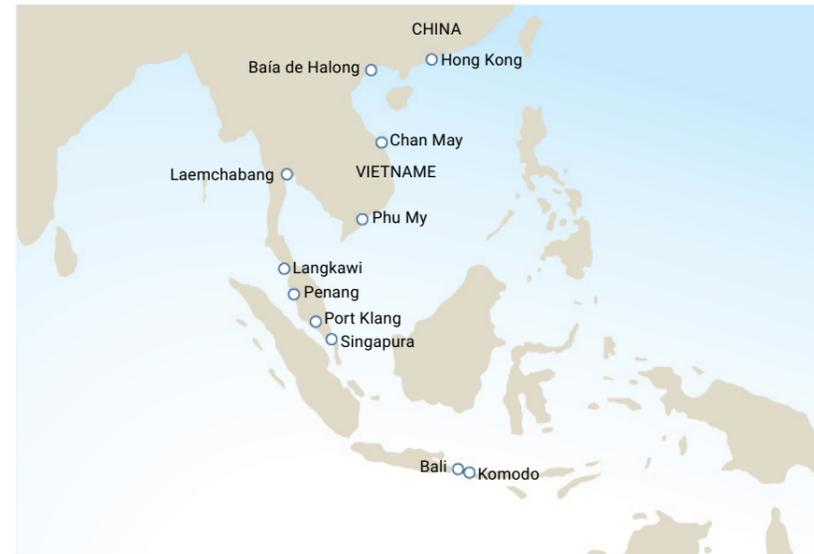 CHINA
Hong Kong
Baía de Halong
Chan May
VIETNAME
Laemchabang
Phu My
Langkawi
Penang
Port Klang
Singapura
Bali
Komodo